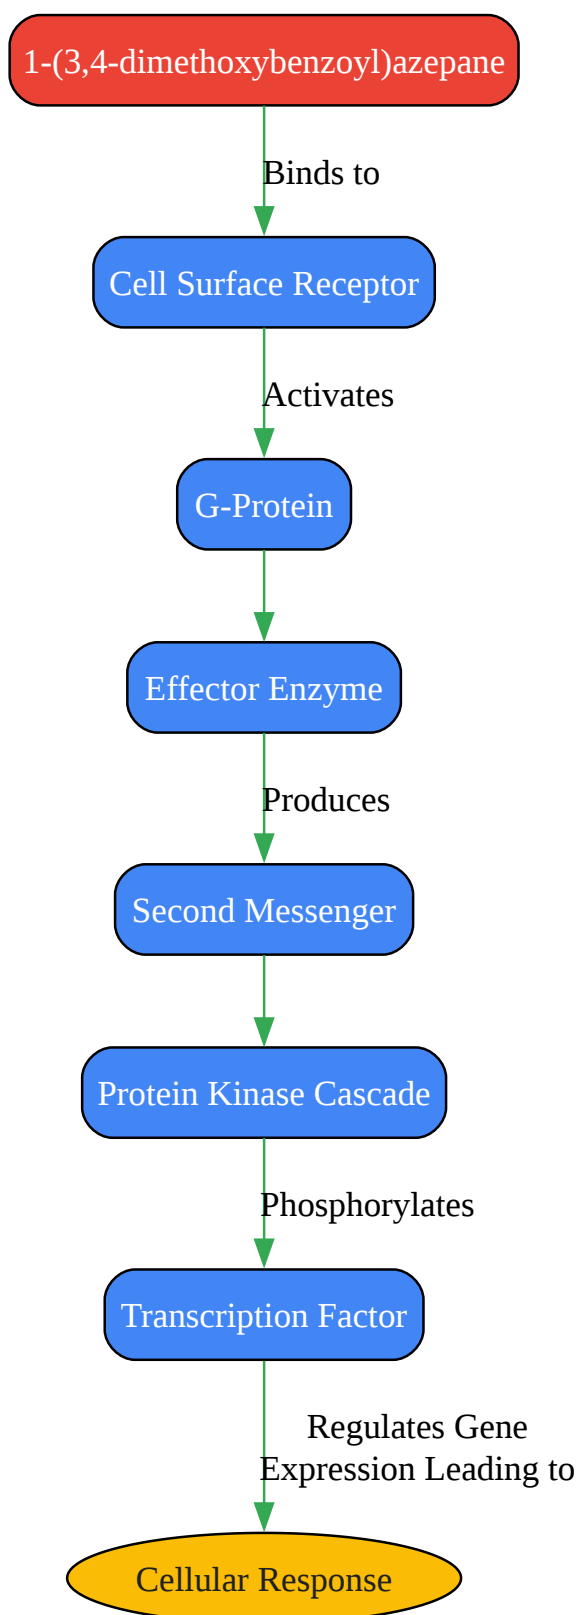 1-(3,4-dimethoxybenzoyl)azepane
Binds to
Cell Surface Receptor
Activates
G-Protein
Effector Enzyme
Produces
Second Messenger
Protein Kinase Cascade
Phosphorylates
Transcription Factor
Regulates Gene
Expression Leading to
Cellular Response